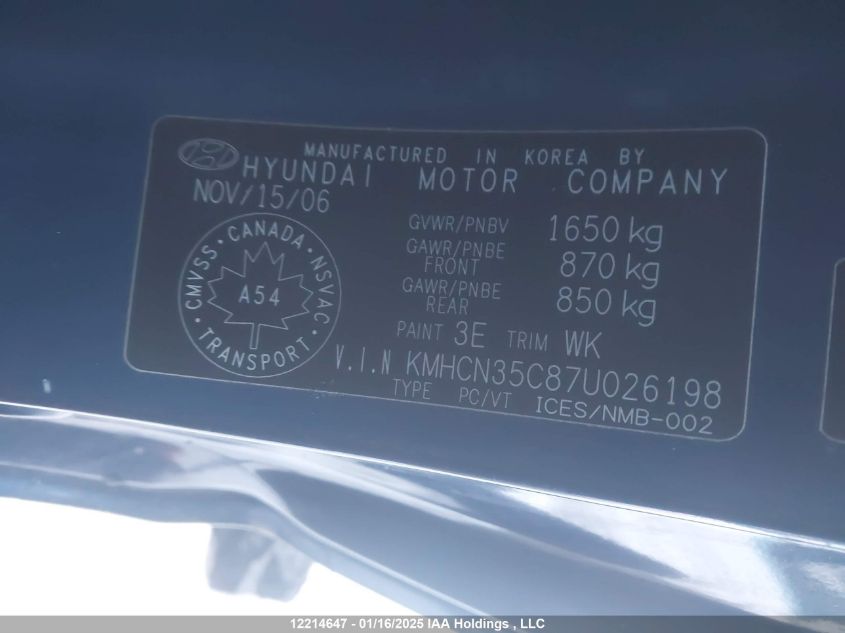 MANUFACTURED IN KOREA BY
HYUNDAI MOTOR COMPANY
NOV/15/06
GVWR/PNBV 1650 kg
GAWR/PNBE FRONT 870 kg
GAWR/PNBE REAR 850 kg
CMVSS · CANADA · NSVAC · TRANSPORT ·
A54
PAINT 3E TRIM WK
V.I.N KMHCN35C87U026198
TYPE PC/VT ICES/NMB-002
12214647 - 01/16/2025 IAA Holdings , LLC